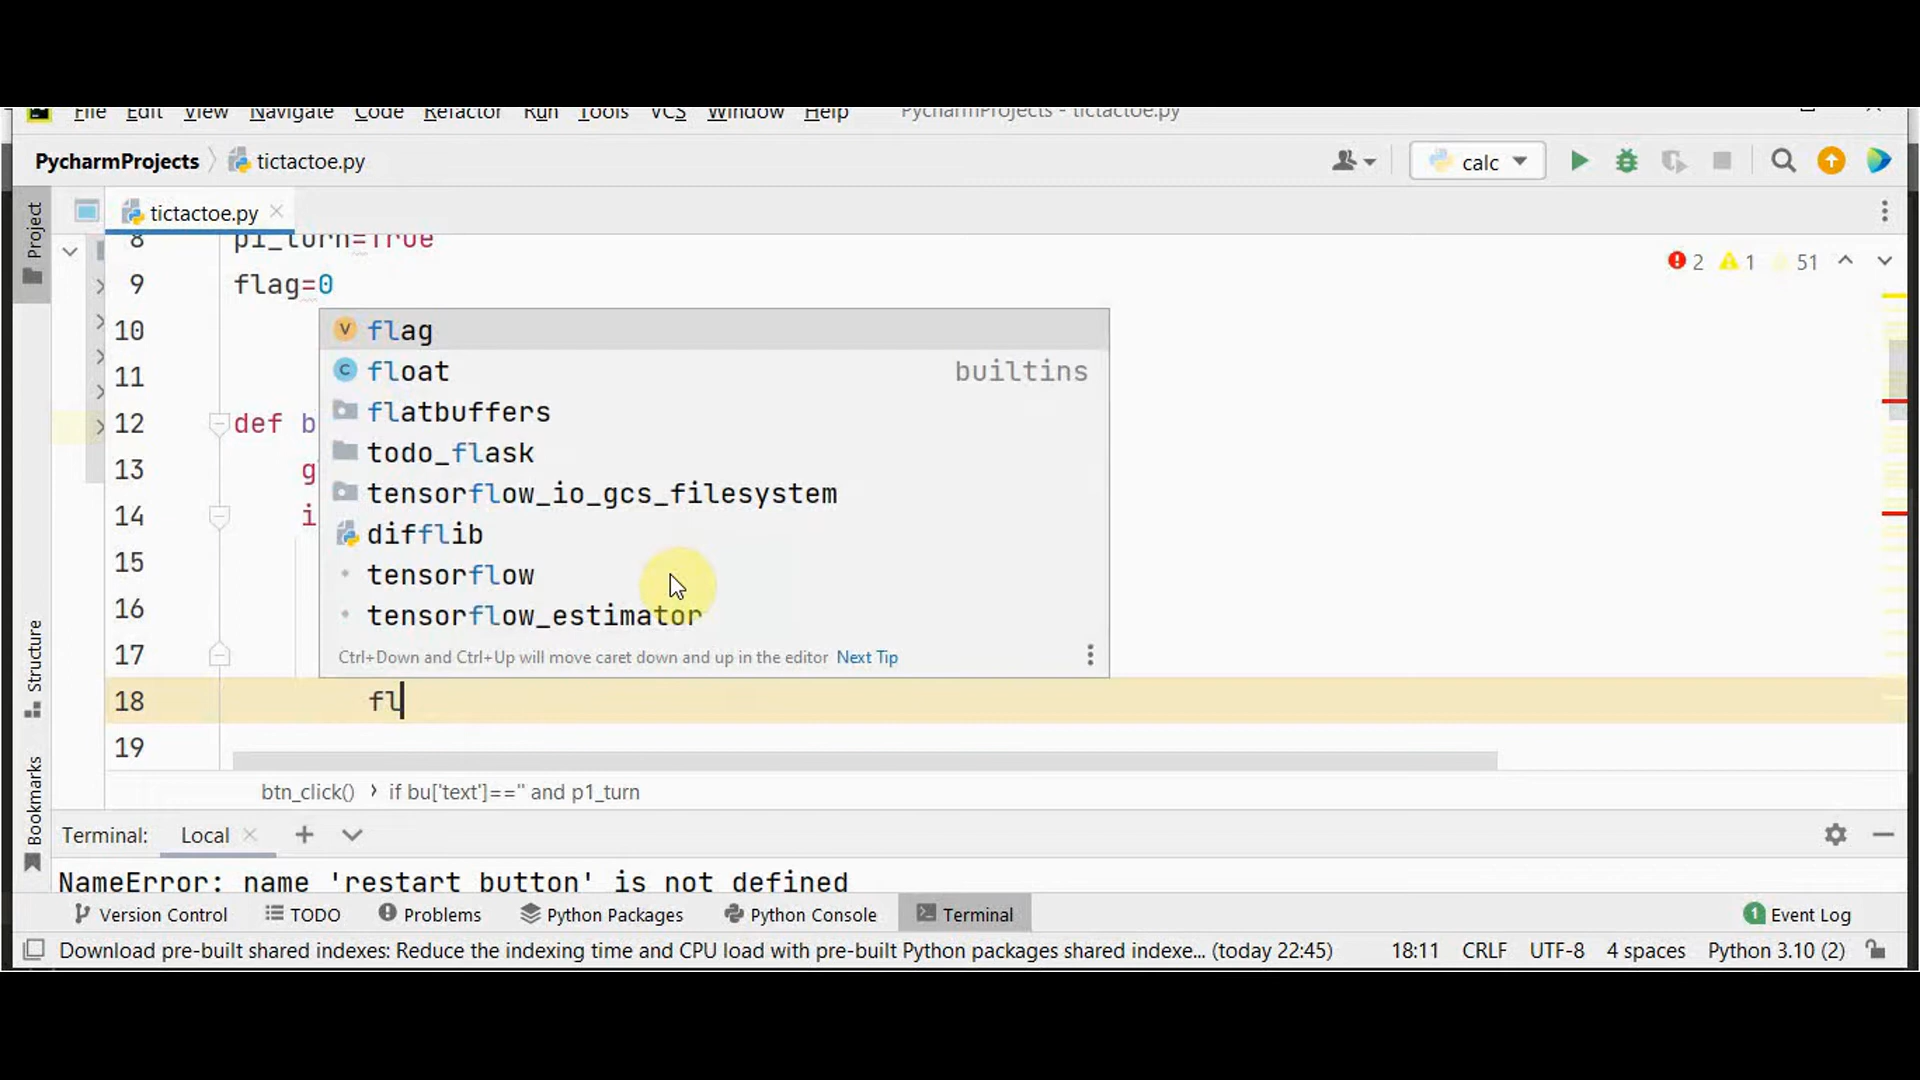 File Edit View Navigate Code Refactor Run Tools VCS Window Help PycharmProjects - tictactoe.py
PycharmProjects tictactoe.py calc
tictactoe.py
Project
8 p1_turn=True
2 1 51
9 flag=0
10 flag
11 float builtins
flatbuffers
12 def b
todo_flask
13 g
tensorflow_io_gcs_filesystem
14 i
difflib
15
tensorflow
16
tensorflow_estimator
17
Ctrl+Down and Ctrl+Up will move caret down and up in the editor Next Tip
18 fl
19
Structure
Bookmarks
btn_click() if bu['text']=='' and p1_turn
Terminal: Local
NameError: name 'restart_button' is not defined
Version Control TODO Problems Python Packages Python Console Terminal 1 Event Log
Download pre-built shared indexes: Reduce the indexing time and CPU load with pre-built Python packages shared indexe... (today 22:45) 18:11 CRLF UTF-8 4 spaces Python 3.10 (2)